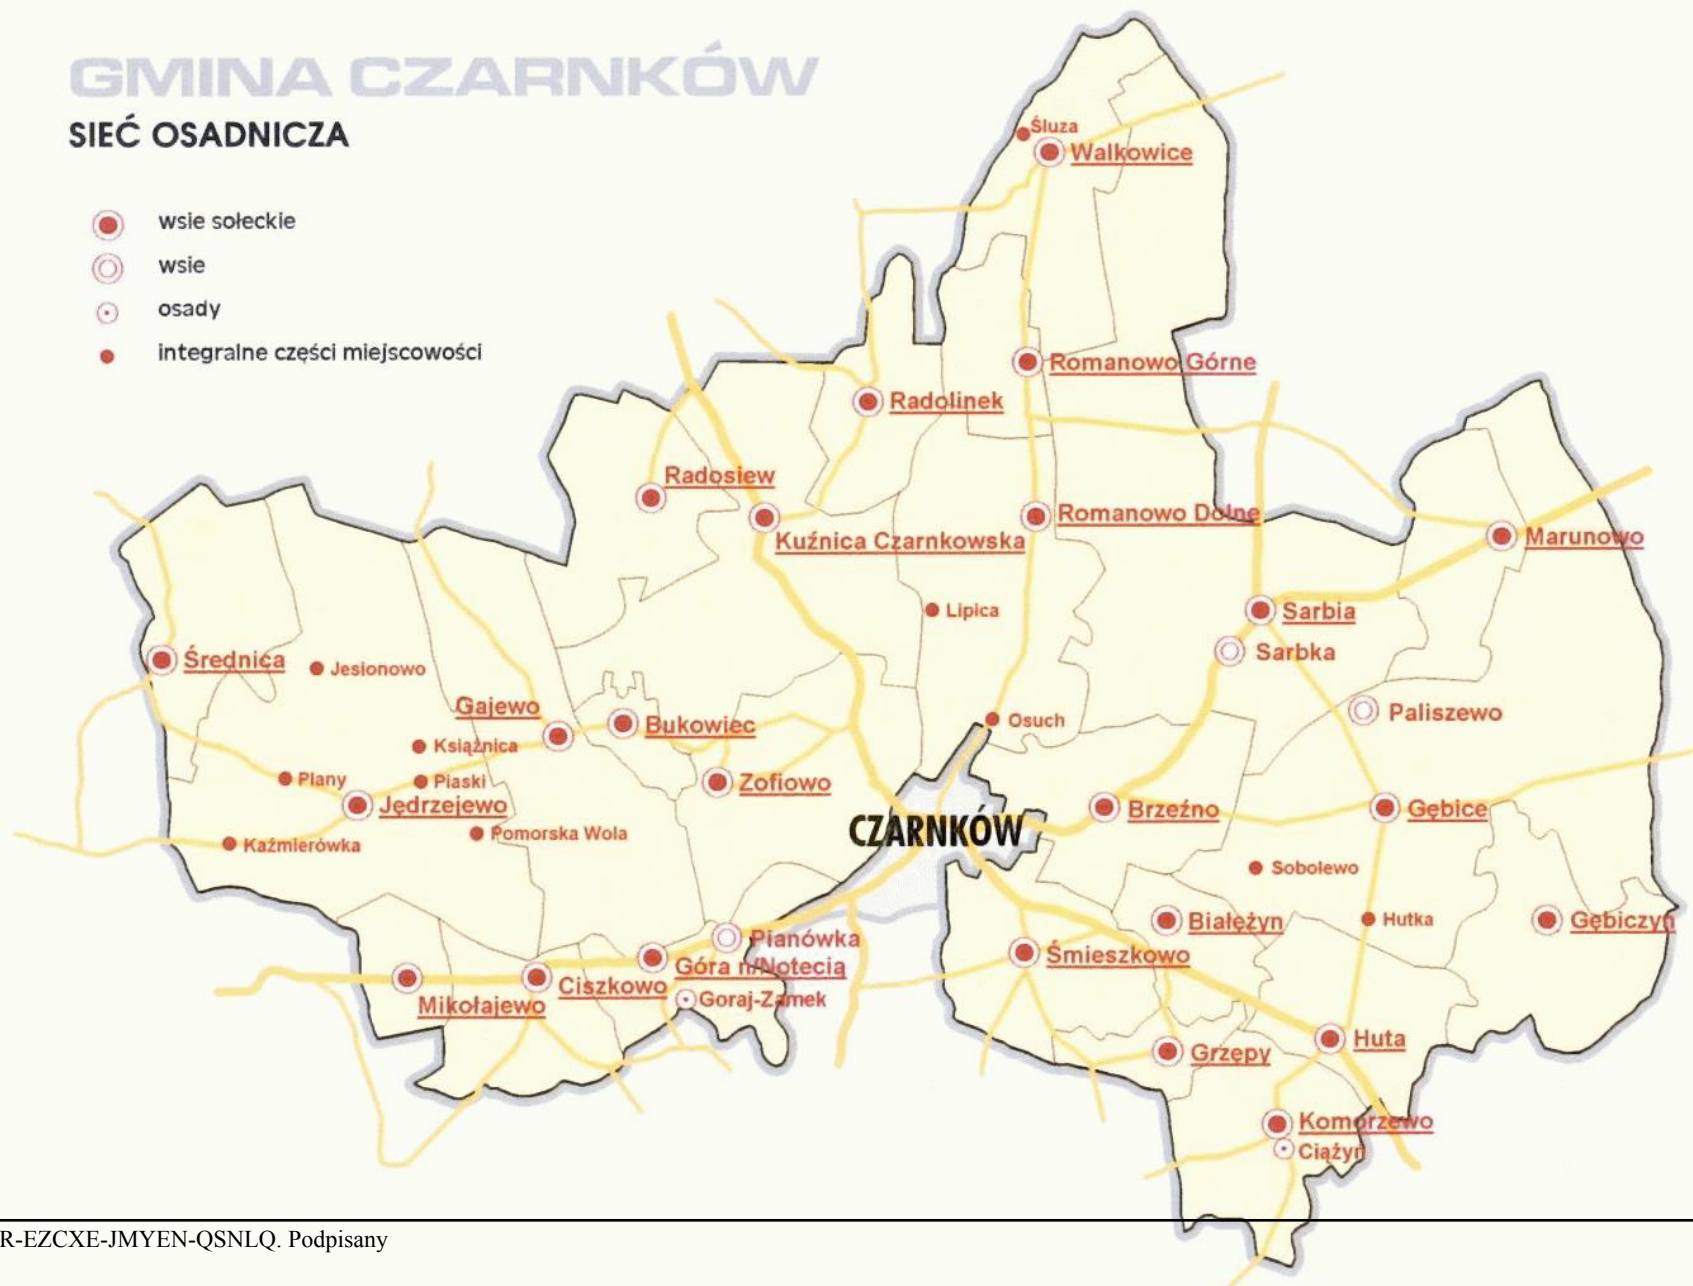 GMINA CZARNKÓW
SIEĆ OSADNICZA
wsie sołeckie
wsie
osady
integralne części miejscowości
Śluza
Walkowice
Romanowo Górne
Radolinek
Radosiew
Kuźnica Czarnkowska
Romanowo Dolne
Marunowo
Lipica
Sarbia
Sarbka
Średnica
Jesionowo
Gajewo
Bukowiec
Osuch
Paliszewo
Książnica
Plany
Piaski
Zofiowo
Jędrzejewo
Brzeźno
Gębice
CZARNKÓW
Pomorska Wola
Kaźmierówka
Sobolewo
Białężyn
Hutka
Gębiczyn
Pianówka
Śmieszkowo
Góra n/Notecią
Ciszkowo
Mikołajewo
Goraj-Zamek
Huta
Grzępy
Komorzewo
Ciążyń
R-EZCXE-JMYEN-QSNLQ. Podpisany